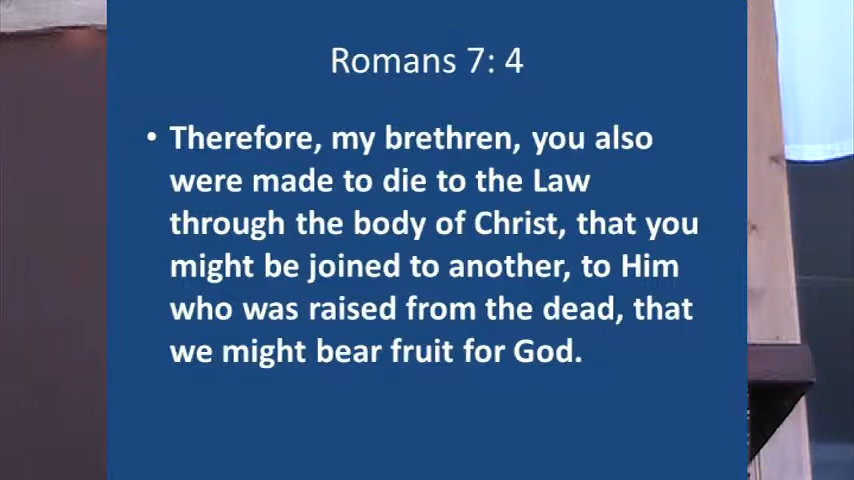 Romans 7: 4
• Therefore, my brethren, you also
were made to die to the Law
through the body of Christ, that you
might be joined to another, to Him
who was raised from the dead, that
we might bear fruit for God.